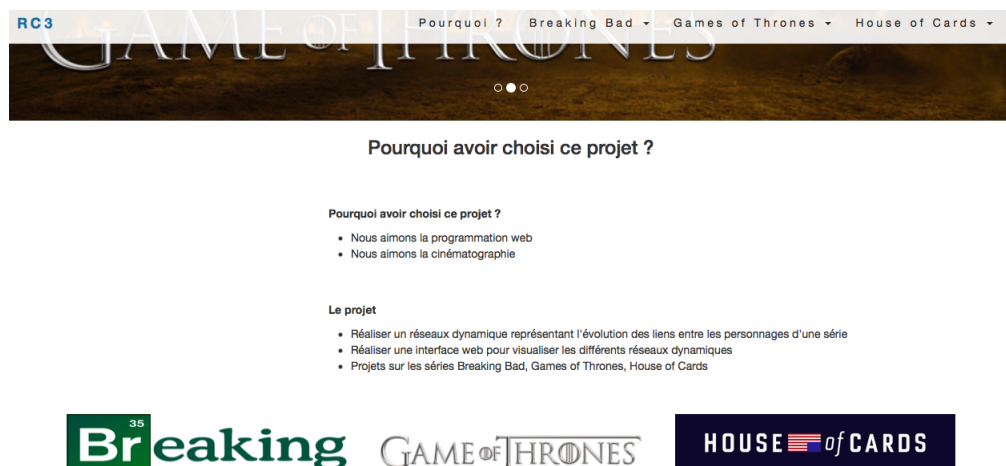 RC3 Pourquoi ? Breaking Bad Games of Thrones House of Cards
GAME OF THRONES
Pourquoi avoir choisi ce projet ?
Pourquoi avoir choisi ce projet ?
Nous aimons la programmation web
Nous aimons la cinématographie
Le projet
Réaliser un réseaux dynamique représentant l'évolution des liens entre les personnages d'une série
Réaliser une interface web pour visualiser les différents réseaux dynamiques
Projets sur les séries Breaking Bad, Games of Thrones, House of Cards
35
Breaking GAME OF THRONES HOUSE of CARDS